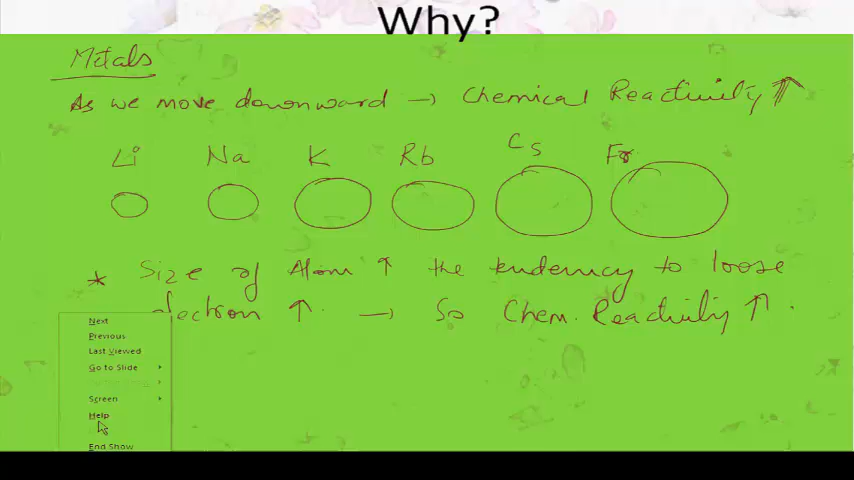 Why?
Metals
As we move downward → Chemical Reactivity ↑
Li Na K Rb Cs Fr
* Size of Atom ↑ the tendency to loose
electron ↑. → So Chem. Reactivity ↑.
Next
Previous
Last Viewed
Go to Slide
Screen
Help
End Show